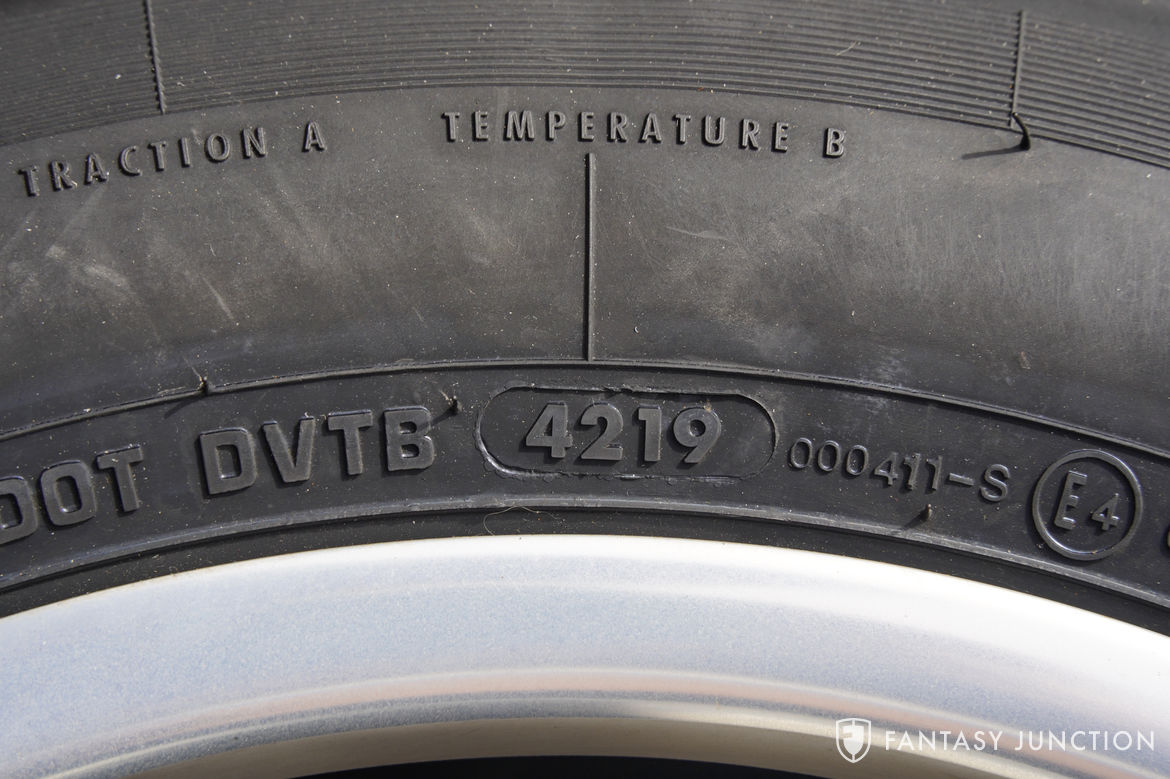 TRACTION A TEMPERATURE B
DOT DVTB 4219 000411-S E4
FANTASY JUNCTION